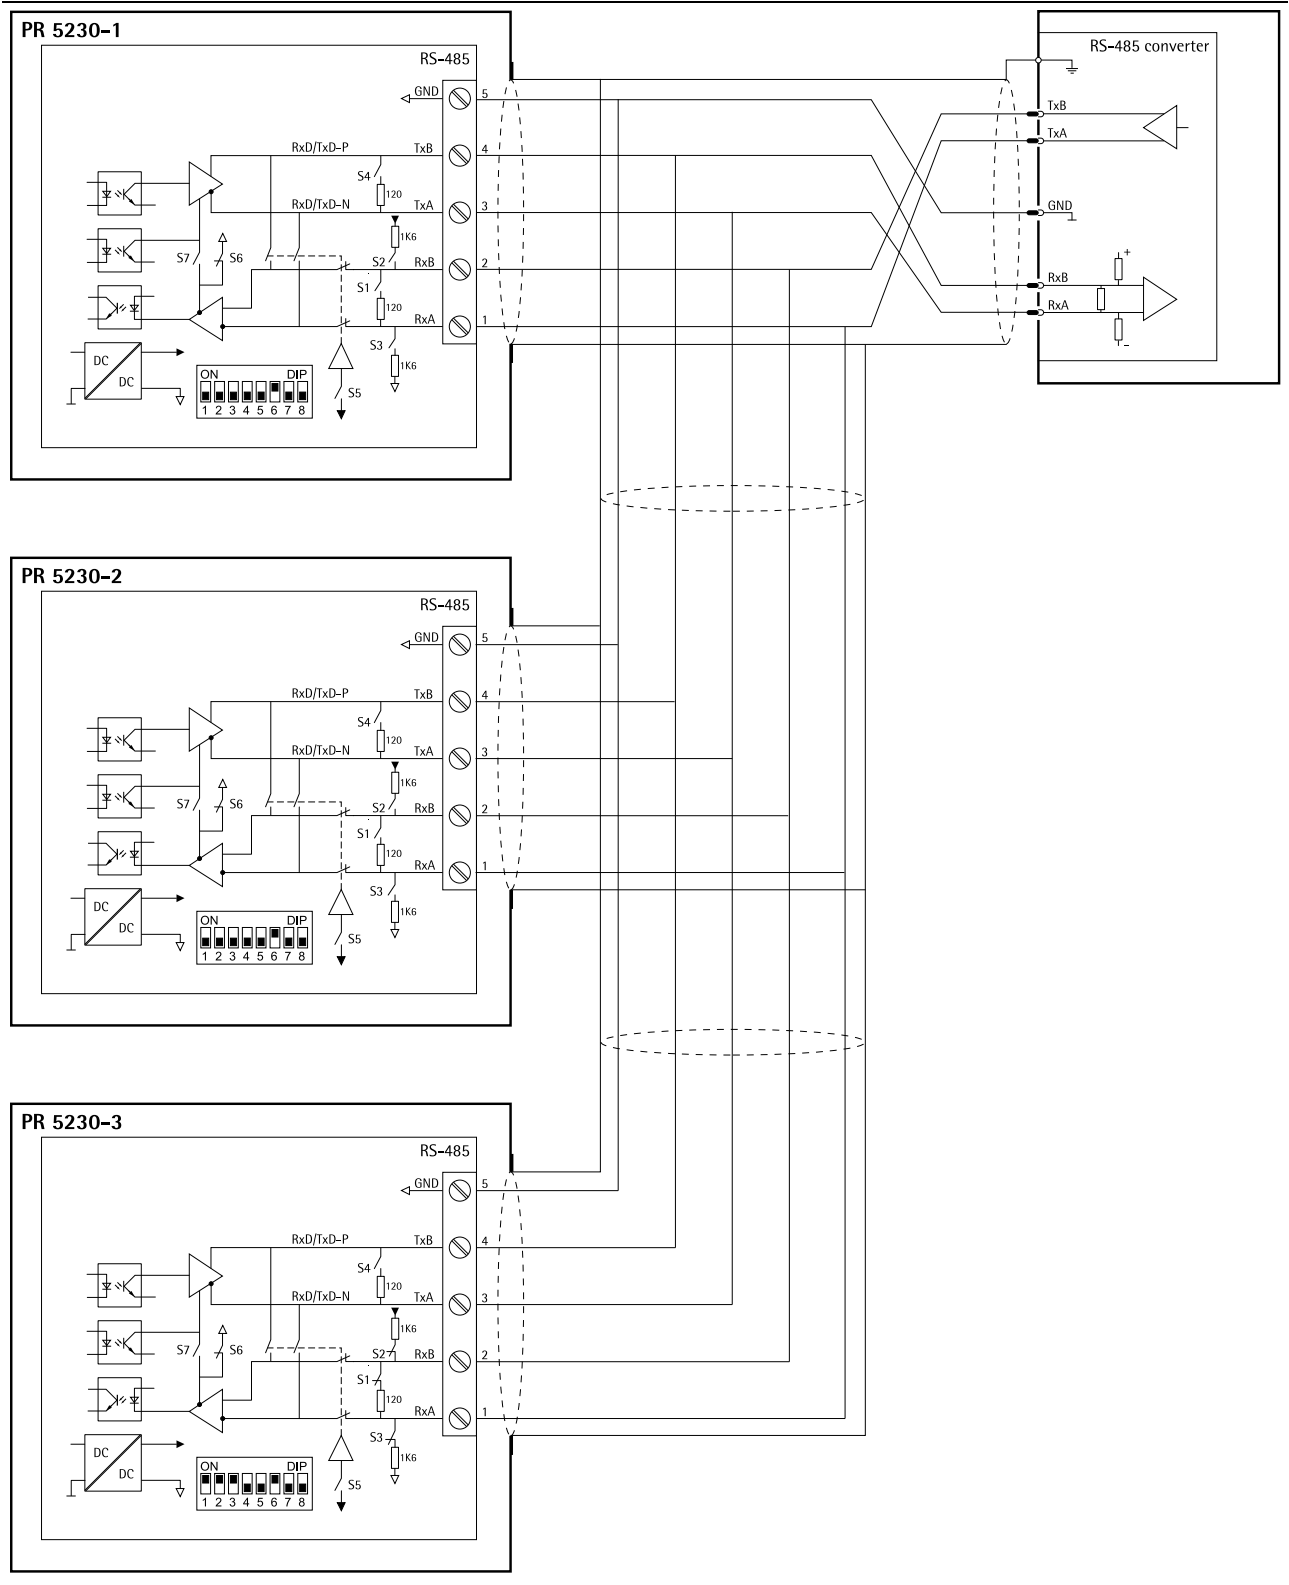 PR 5230-1
RS-485
GND
5
RxD/TxD-P
TxB
4
S4
120
RxD/TxD-N
TxA
3
1K6
S7
S6
S2
RxB
2
S1
120
RxA
1
S3
1K6
DC
DC
ON DIP
1 2 3 4 5 6 7 8
S5
RS-485 converter
TxB
TxA
GND
+
RxB
RxA
-
PR 5230-2
RS-485
GND
5
RxD/TxD-P
TxB
4
S4
120
RxD/TxD-N
TxA
3
1K6
S7
S6
S2
RxB
2
S1
120
RxA
1
S3
1K6
DC
DC
ON DIP
1 2 3 4 5 6 7 8
S5
PR 5230-3
RS-485
GND
5
RxD/TxD-P
TxB
4
S4
120
RxD/TxD-N
TxA
3
1K6
S7
S6
S2
RxB
2
S1
120
RxA
1
S3
1K6
DC
DC
ON DIP
1 2 3 4 5 6 7 8
S5